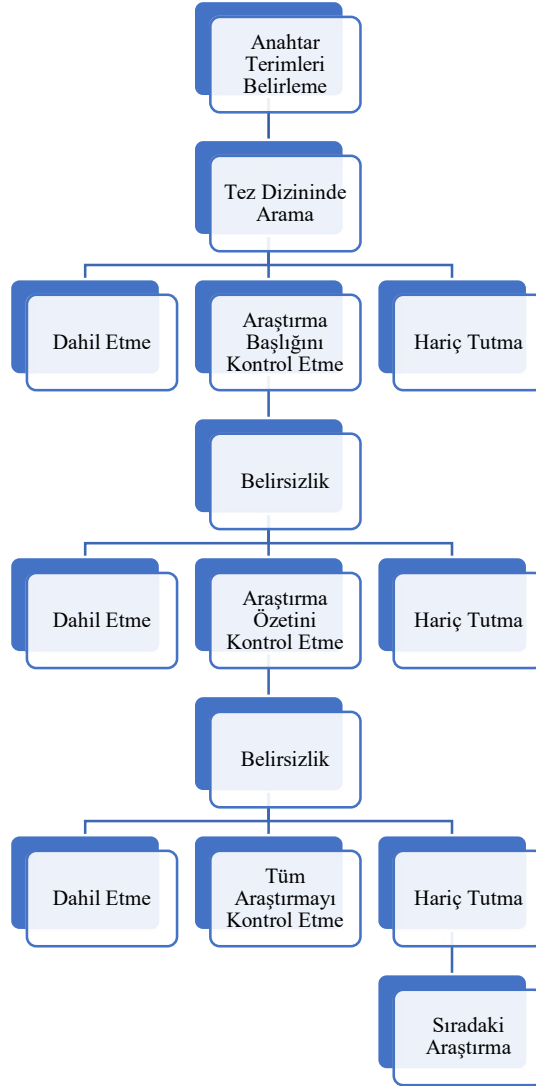 Anahtar
Terimleri
Belirleme
Tez Dizininde
Arama
Dahil Etme
Araştırma
Başlığını
Kontrol Etme
Hariç Tutma
Belirsizlik
Dahil Etme
Araştırma
Özetini
Kontrol Etme
Hariç Tutma
Belirsizlik
Dahil Etme
Tüm
Araştırmayı
Kontrol Etme
Hariç Tutma
Sıradaki
Araştırma